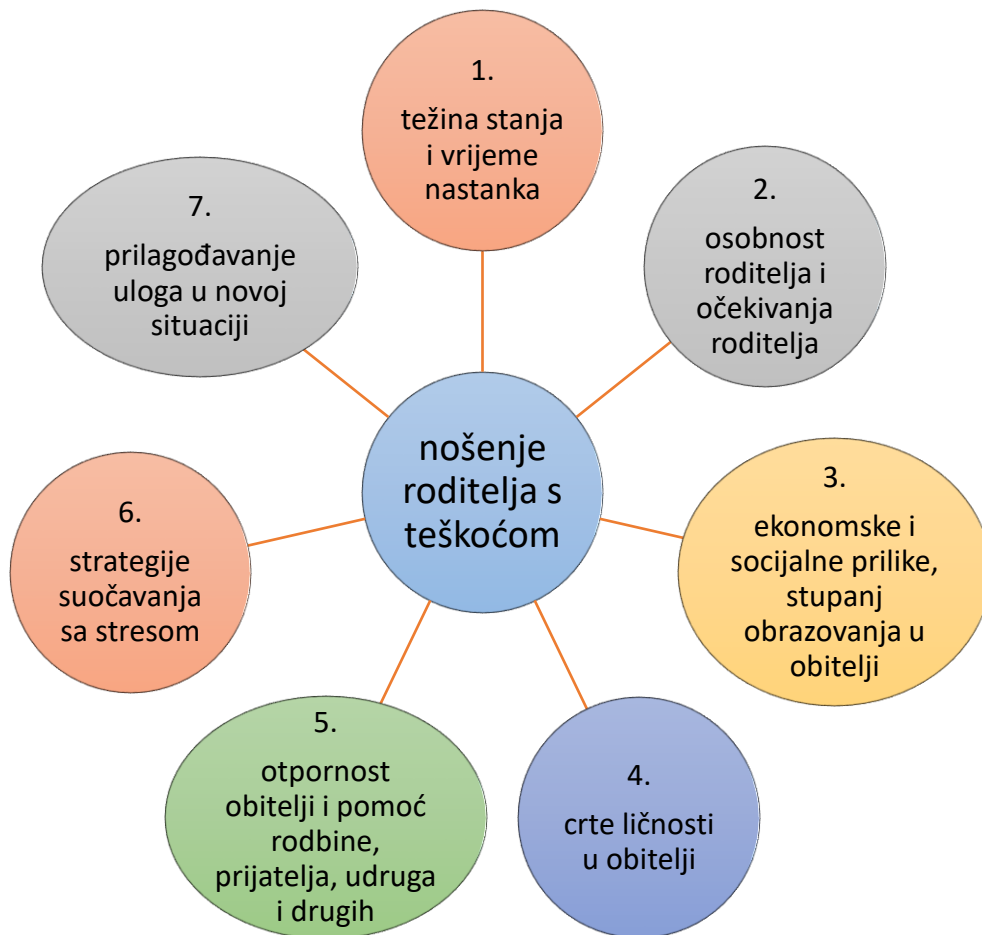 1.
težina stanja
i vrijeme
nastanka
2.
osobnost
roditelja i
očekivanja
roditelja
3.
ekonomske i
socijalne prilike,
stupanj
obrazovanja u
obitelji
4.
crte ličnosti
u obitelji
5.
otpornost
obitelji i pomoć
rodbine,
prijatelja, udruga
i drugih
6.
strategije
suočavanja
sa stresom
7.
prilagođavanje
uloga u novoj
situaciji
nošenje
roditelja s
teškoćom